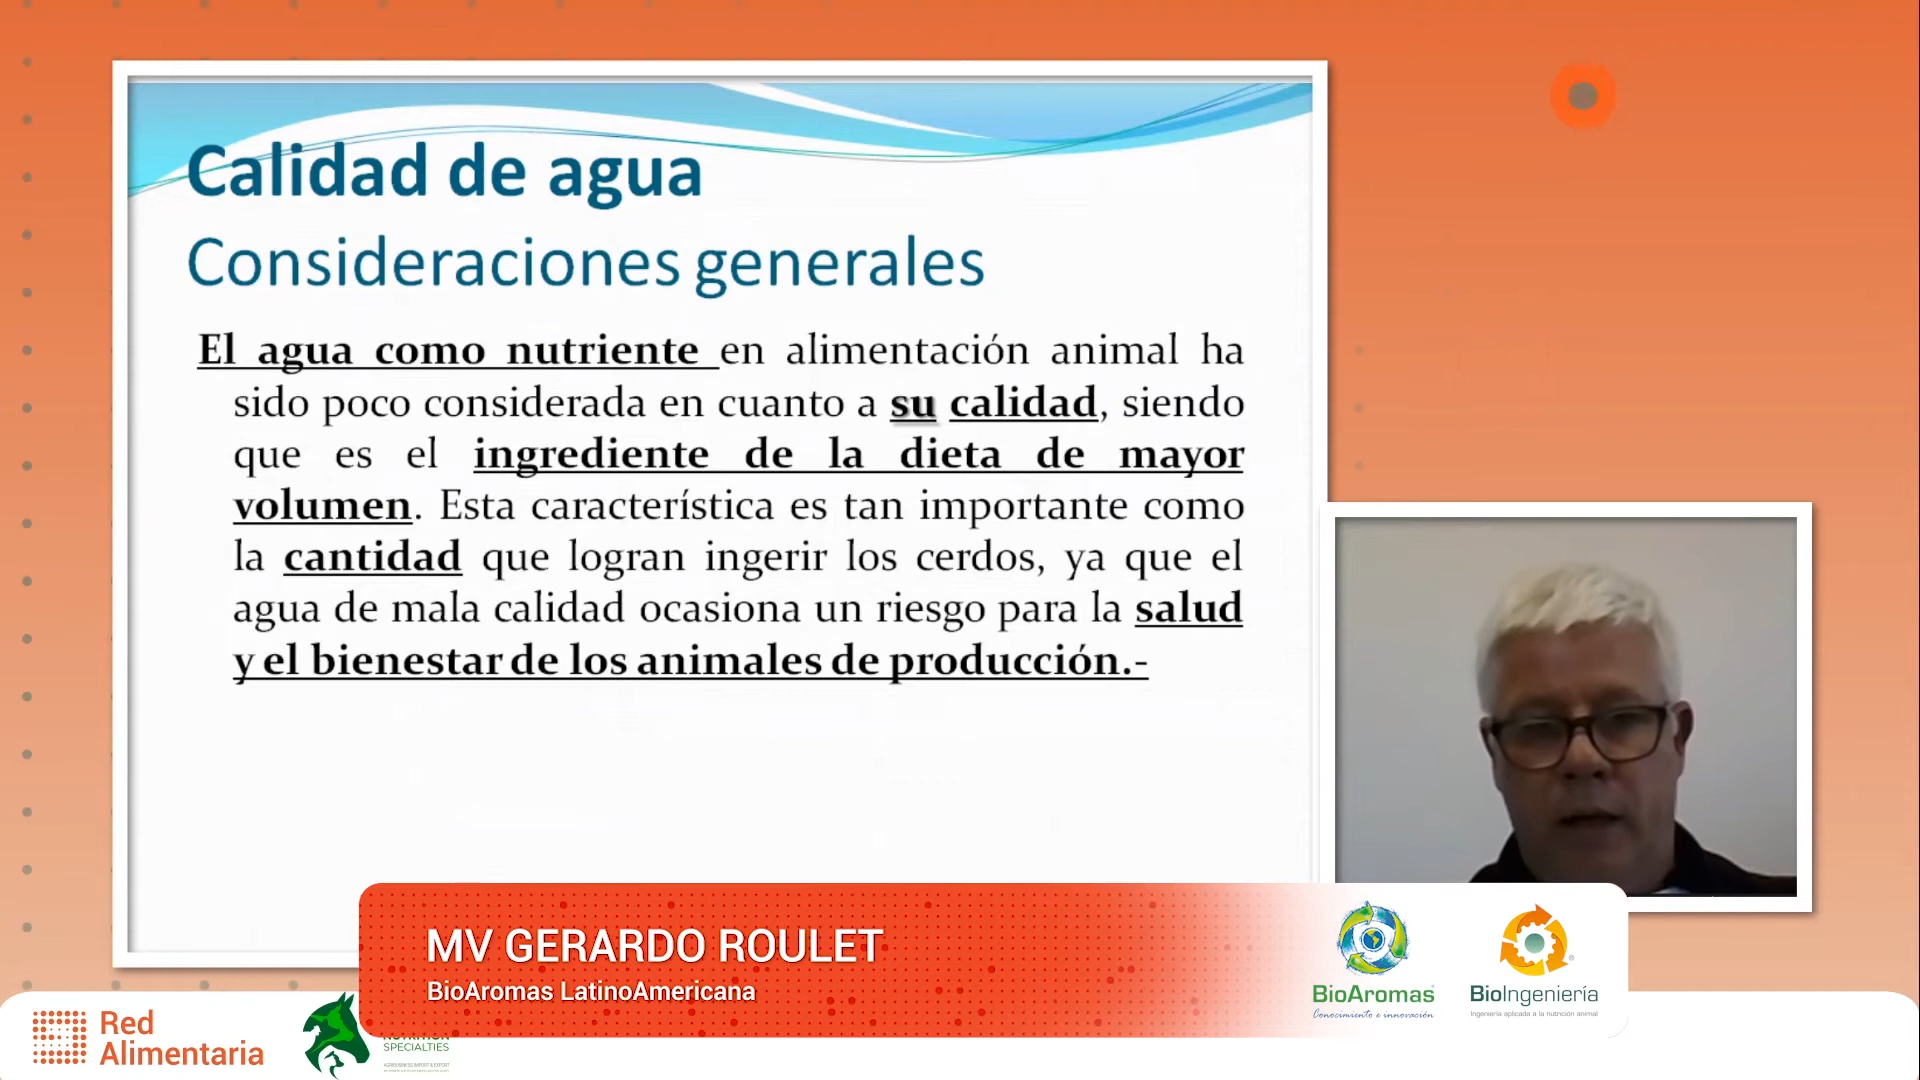 Calidad de agua
Consideraciones generales
El agua como nutriente en alimentación animal ha
sido poco considerada en cuanto a su calidad, siendo
que es el ingrediente de la dieta de mayor
volumen. Esta característica es tan importante como
la cantidad que logran ingerir los cerdos, ya que el
agua de mala calidad ocasiona un riesgo para la salud
y el bienestar de los animales de producción.-
MV GERARDO ROULET
BioAromas LatinoAmericana
BioAromas
Conocimiento e innovación
BioIngeniería
Ingeniería aplicada a la nutrición animal
Red
Alimentaria
SPECIALTIES